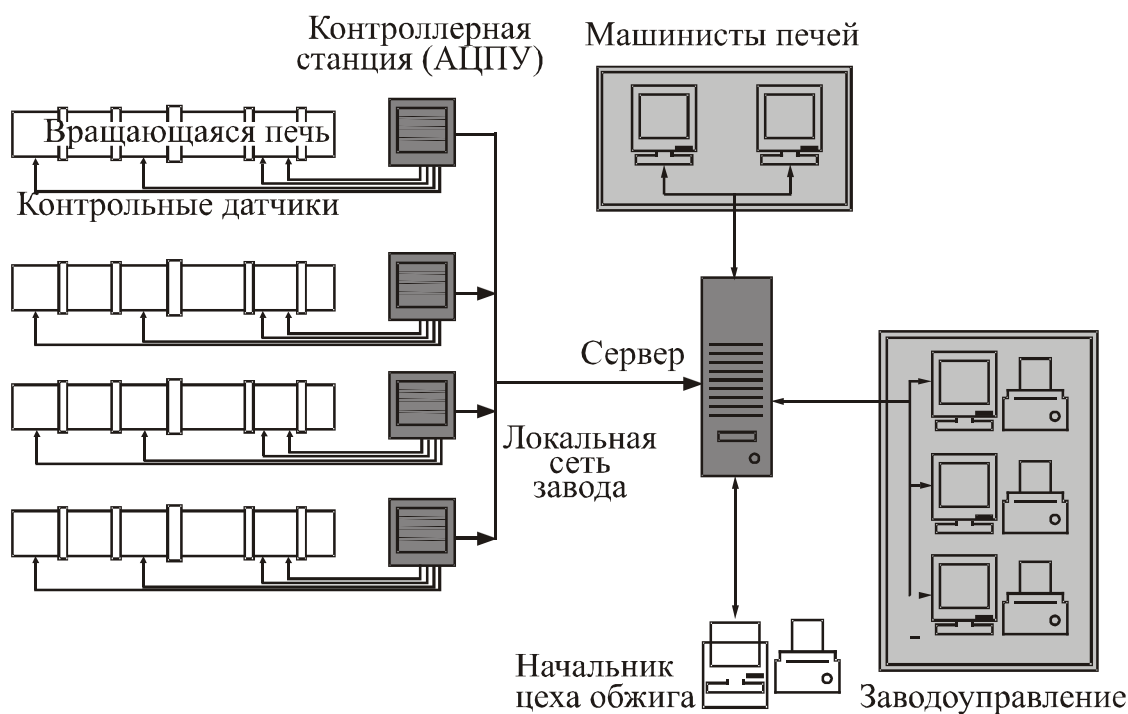 Контроллерная
станция (АЦПУ)
Машинисты печей
Вращающаяся печь
Контрольные датчики
Сервер
Локальная
сеть
завода
Начальник
цеха обжига
Заводоуправление